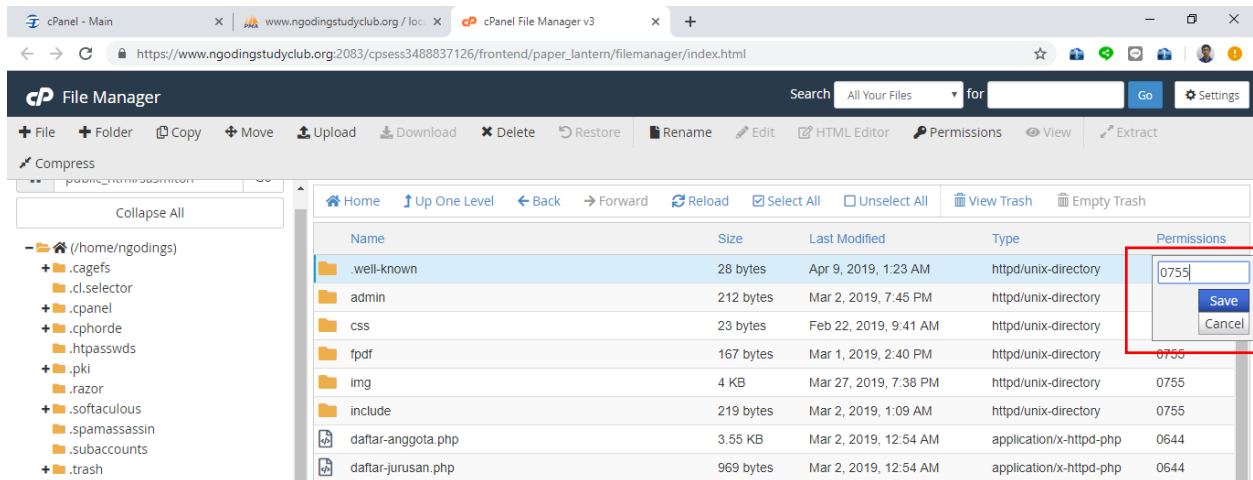 cPanel - Main
www.ngodingstudyclub.org / loc
cPanel File Manager v3
https://www.ngodingstudyclub.org:2083/cpsess3488837126/frontend/paper_lantern/filemanager/index.html
File Manager
Search All Your Files for Go Settings
File Folder Copy Move Upload Download Delete Restore Rename Edit HTML Editor Permissions View Extract
Compress
Collapse All
(/home/ngodings)
.cagefs
.cl.selector
.cpanel
.cphorde
.htpasswds
.pki
.razor
.softaculous
.spamassassin
.subaccounts
.trash
Home Up One Level Back Forward Reload Select All Unselect All View Trash Empty Trash
Name Size Last Modified Type Permissions
.well-known 28 bytes Apr 9, 2019, 1:23 AM httpd/unix-directory 0755
Save
Cancel
admin 212 bytes Mar 2, 2019, 7:45 PM httpd/unix-directory
css 23 bytes Feb 22, 2019, 9:41 AM httpd/unix-directory
fpdf 167 bytes Mar 1, 2019, 2:40 PM httpd/unix-directory 0755
img 4 KB Mar 27, 2019, 7:38 PM httpd/unix-directory 0755
include 219 bytes Mar 2, 2019, 1:09 AM httpd/unix-directory 0755
daftar-anggota.php 3.55 KB Mar 2, 2019, 12:54 AM application/x-httpd-php 0644
daftar-jurusan.php 969 bytes Mar 2, 2019, 12:54 AM application/x-httpd-php 0644